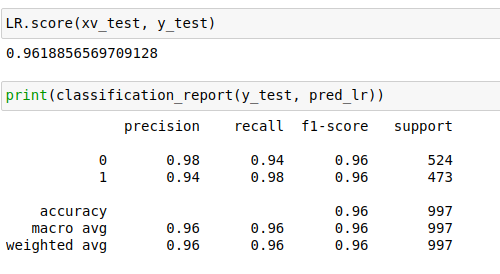 LR.score(xv_test, y_test)
0.9618856569709128
print(classification_report(y_test, pred_lr))
precision recall f1-score support
0 0.98 0.94 0.96 524
1 0.94 0.98 0.96 473
accuracy 0.96 997
macro avg 0.96 0.96 0.96 997
weighted avg 0.96 0.96 0.96 997